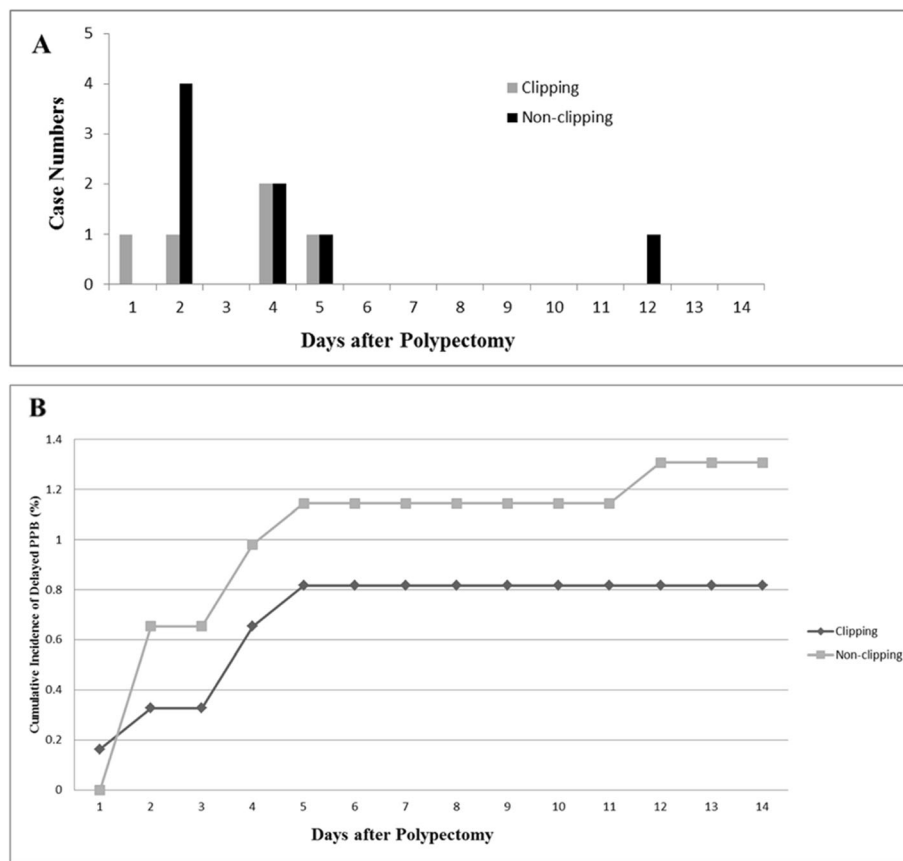 A
Case Numbers
5
4
3
2
1
0
Clipping
Non-clipping
1 2 3 4 5 6 7 8 9 10 11 12 13 14
Days after Polypectomy
B
Cumulative Incidence of Delayed PPB (%)
1.4
1.2
1
0.8
0.6
0.4
0.2
0
Clipping
Non-clipping
1 2 3 4 5 6 7 8 9 10 11 12 13 14
Days after Polypectomy